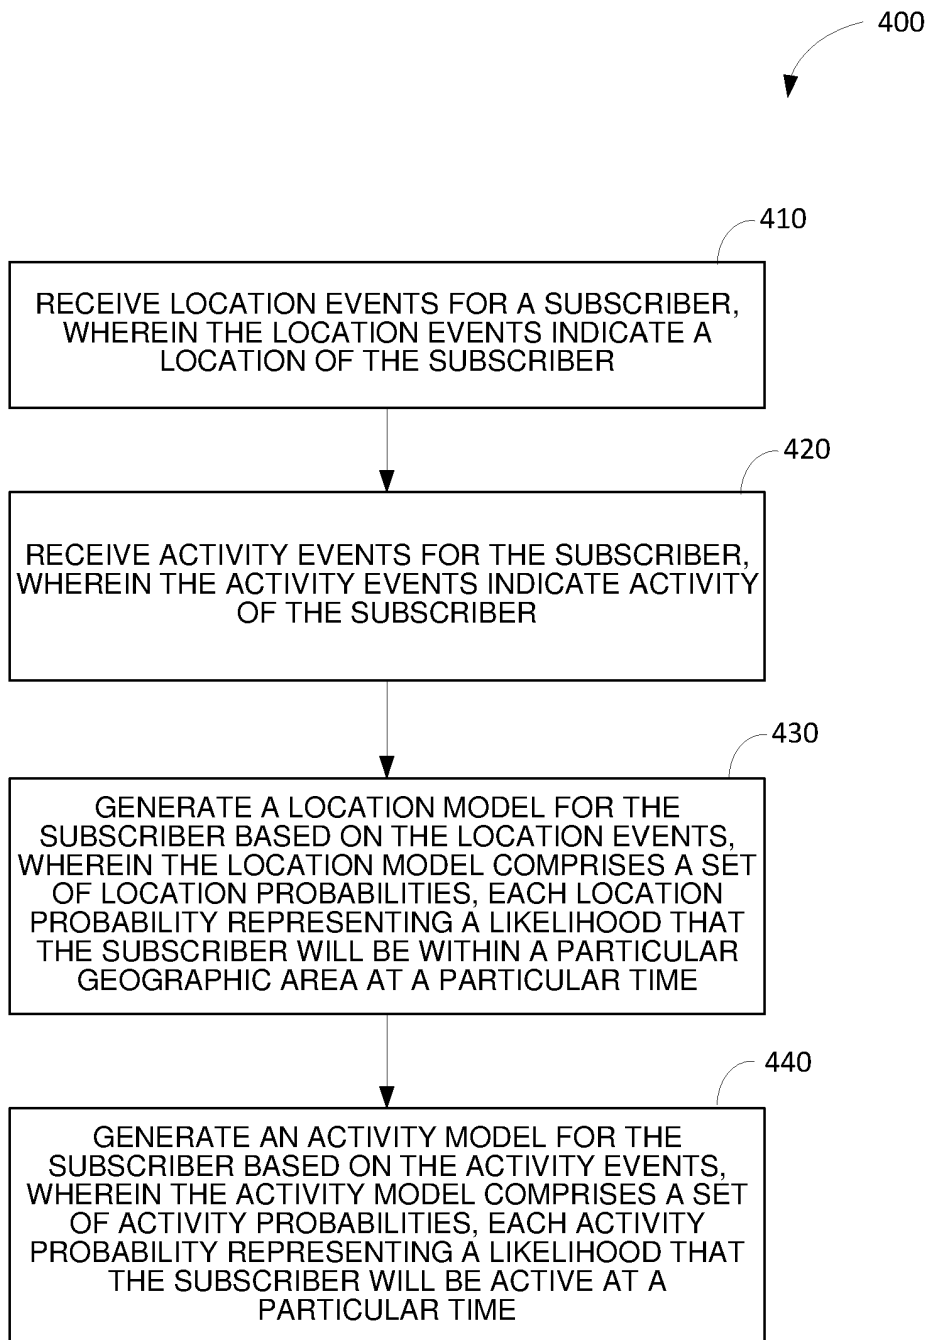 400
410
RECEIVE LOCATION EVENTS FOR A SUBSCRIBER,
WHEREIN THE LOCATION EVENTS INDICATE A
LOCATION OF THE SUBSCRIBER
420
RECEIVE ACTIVITY EVENTS FOR THE SUBSCRIBER,
WHEREIN THE ACTIVITY EVENTS INDICATE ACTIVITY
OF THE SUBSCRIBER
430
GENERATE A LOCATION MODEL FOR THE
SUBSCRIBER BASED ON THE LOCATION EVENTS,
WHEREIN THE LOCATION MODEL COMPRISES A SET
OF LOCATION PROBABILITIES, EACH LOCATION
PROBABILITY REPRESENTING A LIKELIHOOD THAT
THE SUBSCRIBER WILL BE WITHIN A PARTICULAR
GEOGRAPHIC AREA AT A PARTICULAR TIME
440
GENERATE AN ACTIVITY MODEL FOR THE
SUBSCRIBER BASED ON THE ACTIVITY EVENTS,
WHEREIN THE ACTIVITY MODEL COMPRISES A SET
OF ACTIVITY PROBABILITIES, EACH ACTIVITY
PROBABILITY REPRESENTING A LIKELIHOOD THAT
THE SUBSCRIBER WILL BE ACTIVE AT A
PARTICULAR TIME